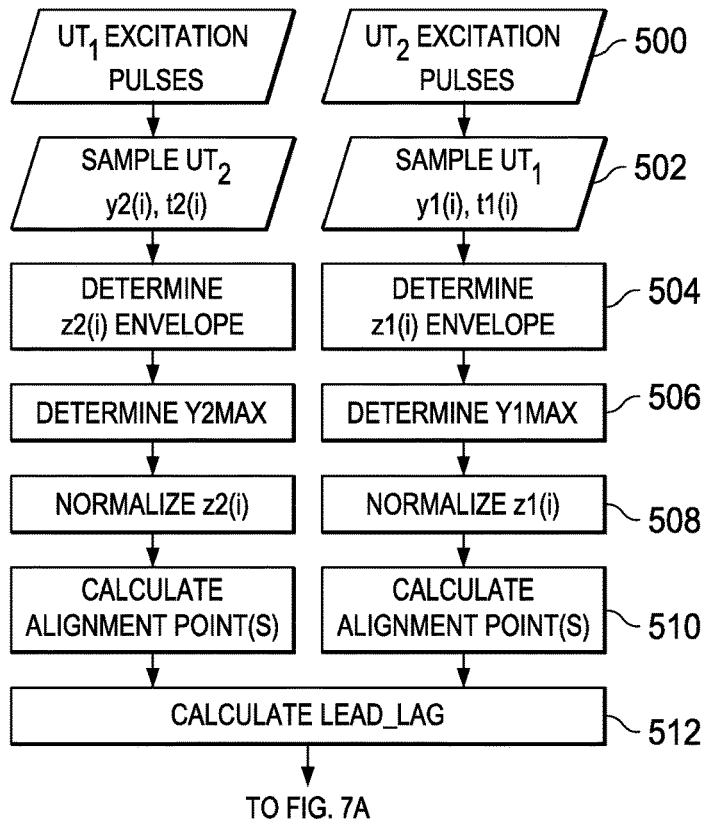 UT1 EXCITATION
PULSES
UT2 EXCITATION
PULSES
500
SAMPLE UT2
y2(i), t2(i)
SAMPLE UT1
y1(i), t1(i)
502
DETERMINE
z2(i) ENVELOPE
DETERMINE
z1(i) ENVELOPE
504
DETERMINE Y2MAX
DETERMINE Y1MAX
506
NORMALIZE z2(i)
NORMALIZE z1(i)
508
CALCULATE
ALIGNMENT POINT(S)
CALCULATE
ALIGNMENT POINT(S)
510
CALCULATE LEAD_LAG
512
TO FIG. 7A